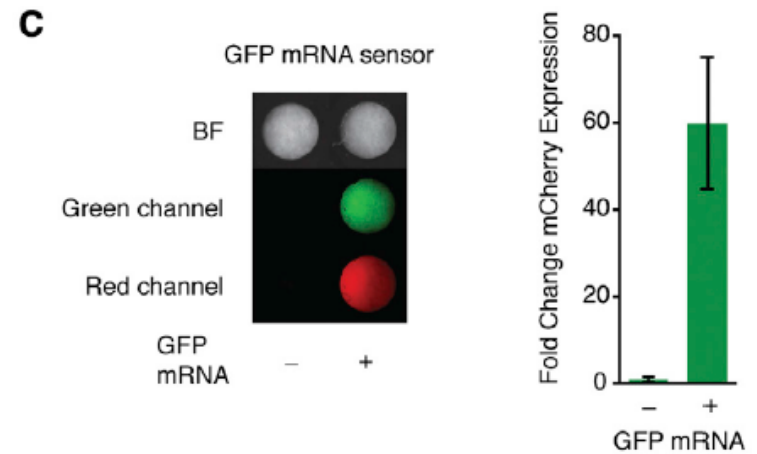 C
GFP mRNA sensor
BF
Green channel
Red channel
GFP
mRNA
– +
Fold Change mCherry Expression
80
60
40
20
0
– +
GFP mRNA